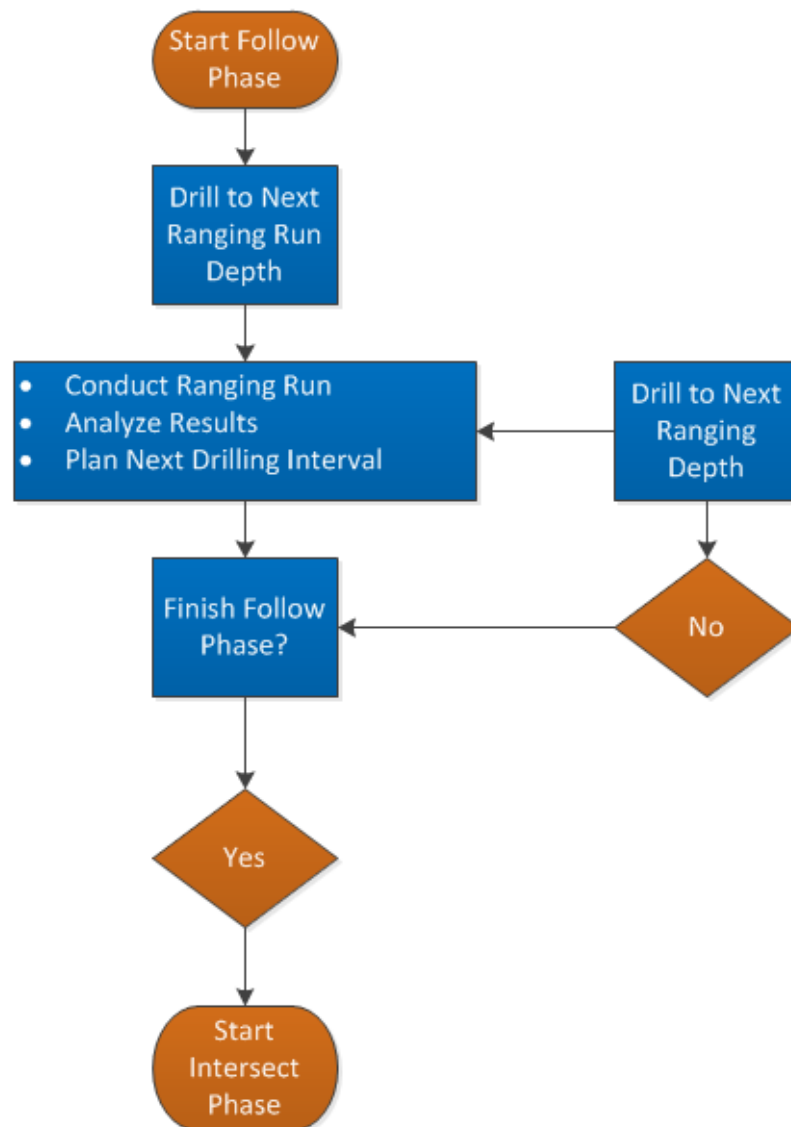 Start Follow
Phase
Drill to Next
Ranging Run
Depth
• Conduct Ranging Run
• Analyze Results
• Plan Next Drilling Interval
Drill to Next
Ranging
Depth
Finish Follow
Phase?
No
Yes
Start
Intersect
Phase